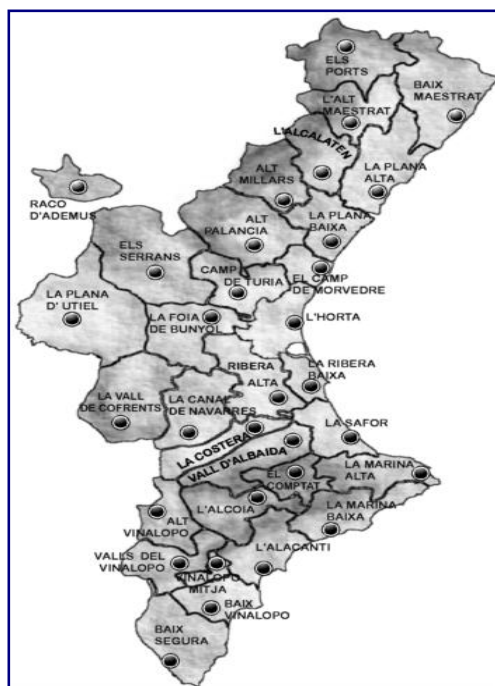 ELS
PORTS
BAIX
MAESTRAT
L'ALT
MAESTRAT
L'ALCALATEN
LA PLANA
ALTA
ALT
MILLARS
RACO
D'ADEMUS
ALT
PALANCIA
LA PLANA
BAIXA
ELS
SERRANS
CAMP
DE TURIA
EL CAMP
DE MORVEDRE
LA PLANA
D' UTIEL
LA FOIA
DE BUNYOL
L'HORTA
RIBERA
ALTA
LA RIBERA
BAIXA
LA VALL
DE COFRENTS
LA CANAL
DE NAVARRES
LA SAFOR
LA COSTERA
VALL D'ALBAIDA
EL
COMPTAT
LA MARINA
ALTA
L'ALCOIA
LA MARINA
BAIXA
ALT
VINALOPO
L'ALACANTI
VALLS DEL
VINALOPO
VINALOPO
MITJA
BAIX
VINALOPO
BAIX
SEGURA